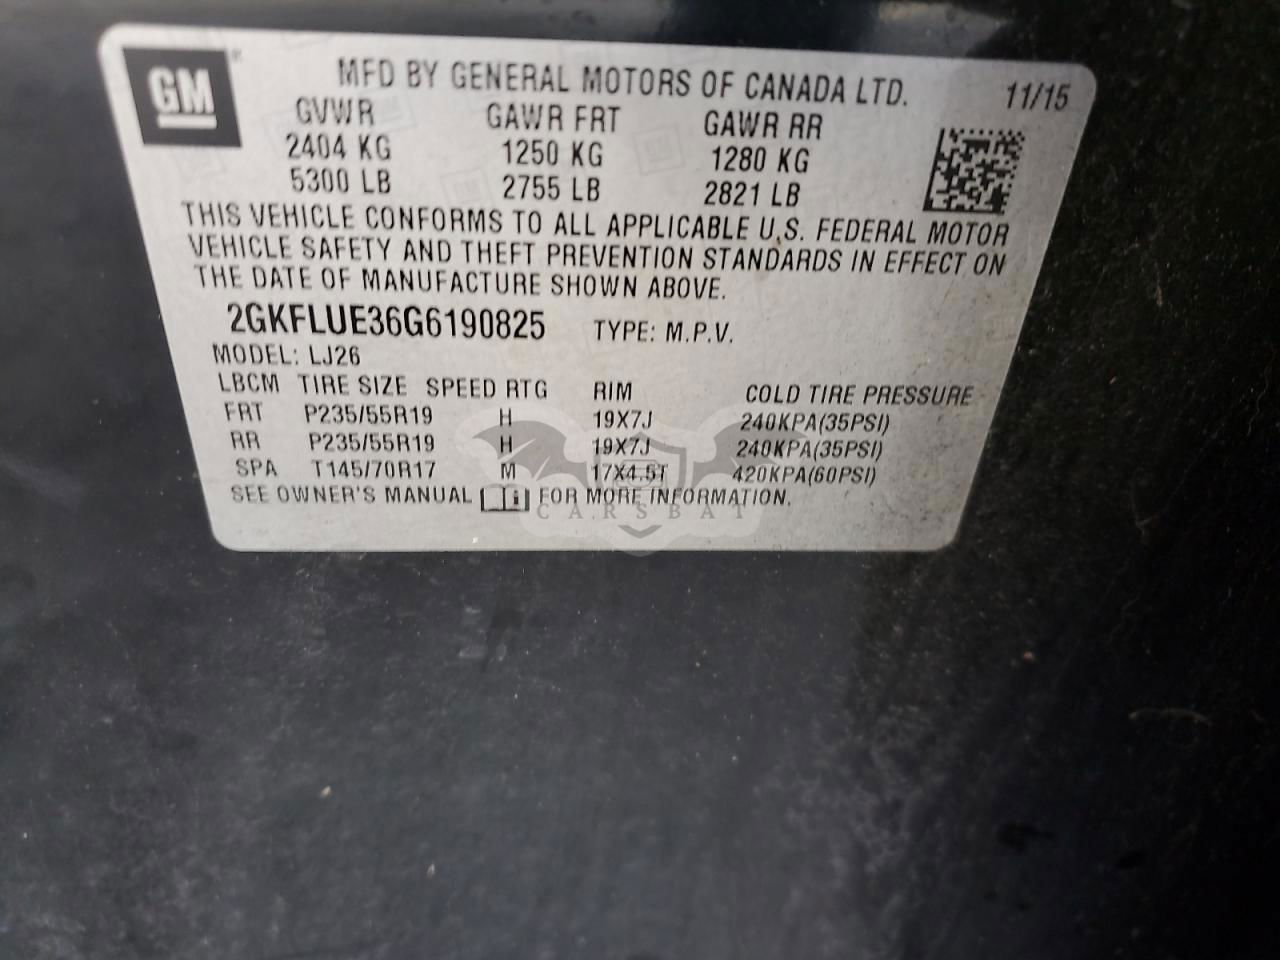 GM
MFD BY GENERAL MOTORS OF CANADA LTD. 11/15
GVWR GAWR FRT GAWR RR
2404 KG 1250 KG 1280 KG
5300 LB 2755 LB 2821 LB
THIS VEHICLE CONFORMS TO ALL APPLICABLE U.S. FEDERAL MOTOR
VEHICLE SAFETY AND THEFT PREVENTION STANDARDS IN EFFECT ON
THE DATE OF MANUFACTURE SHOWN ABOVE.
2GKFLUE36G6190825 TYPE: M.P.V.
MODEL: LJ26
LBCM TIRE SIZE SPEED RTG RIM COLD TIRE PRESSURE
FRT P235/55R19 H 19X7J 240KPA(35PSI)
RR P235/55R19 H 19X7J 240KPA(35PSI)
SPA T145/70R17 M 17X4.5T 420KPA(60PSI)
SEE OWNER'S MANUAL FOR MORE INFORMATION.
CARSBAT